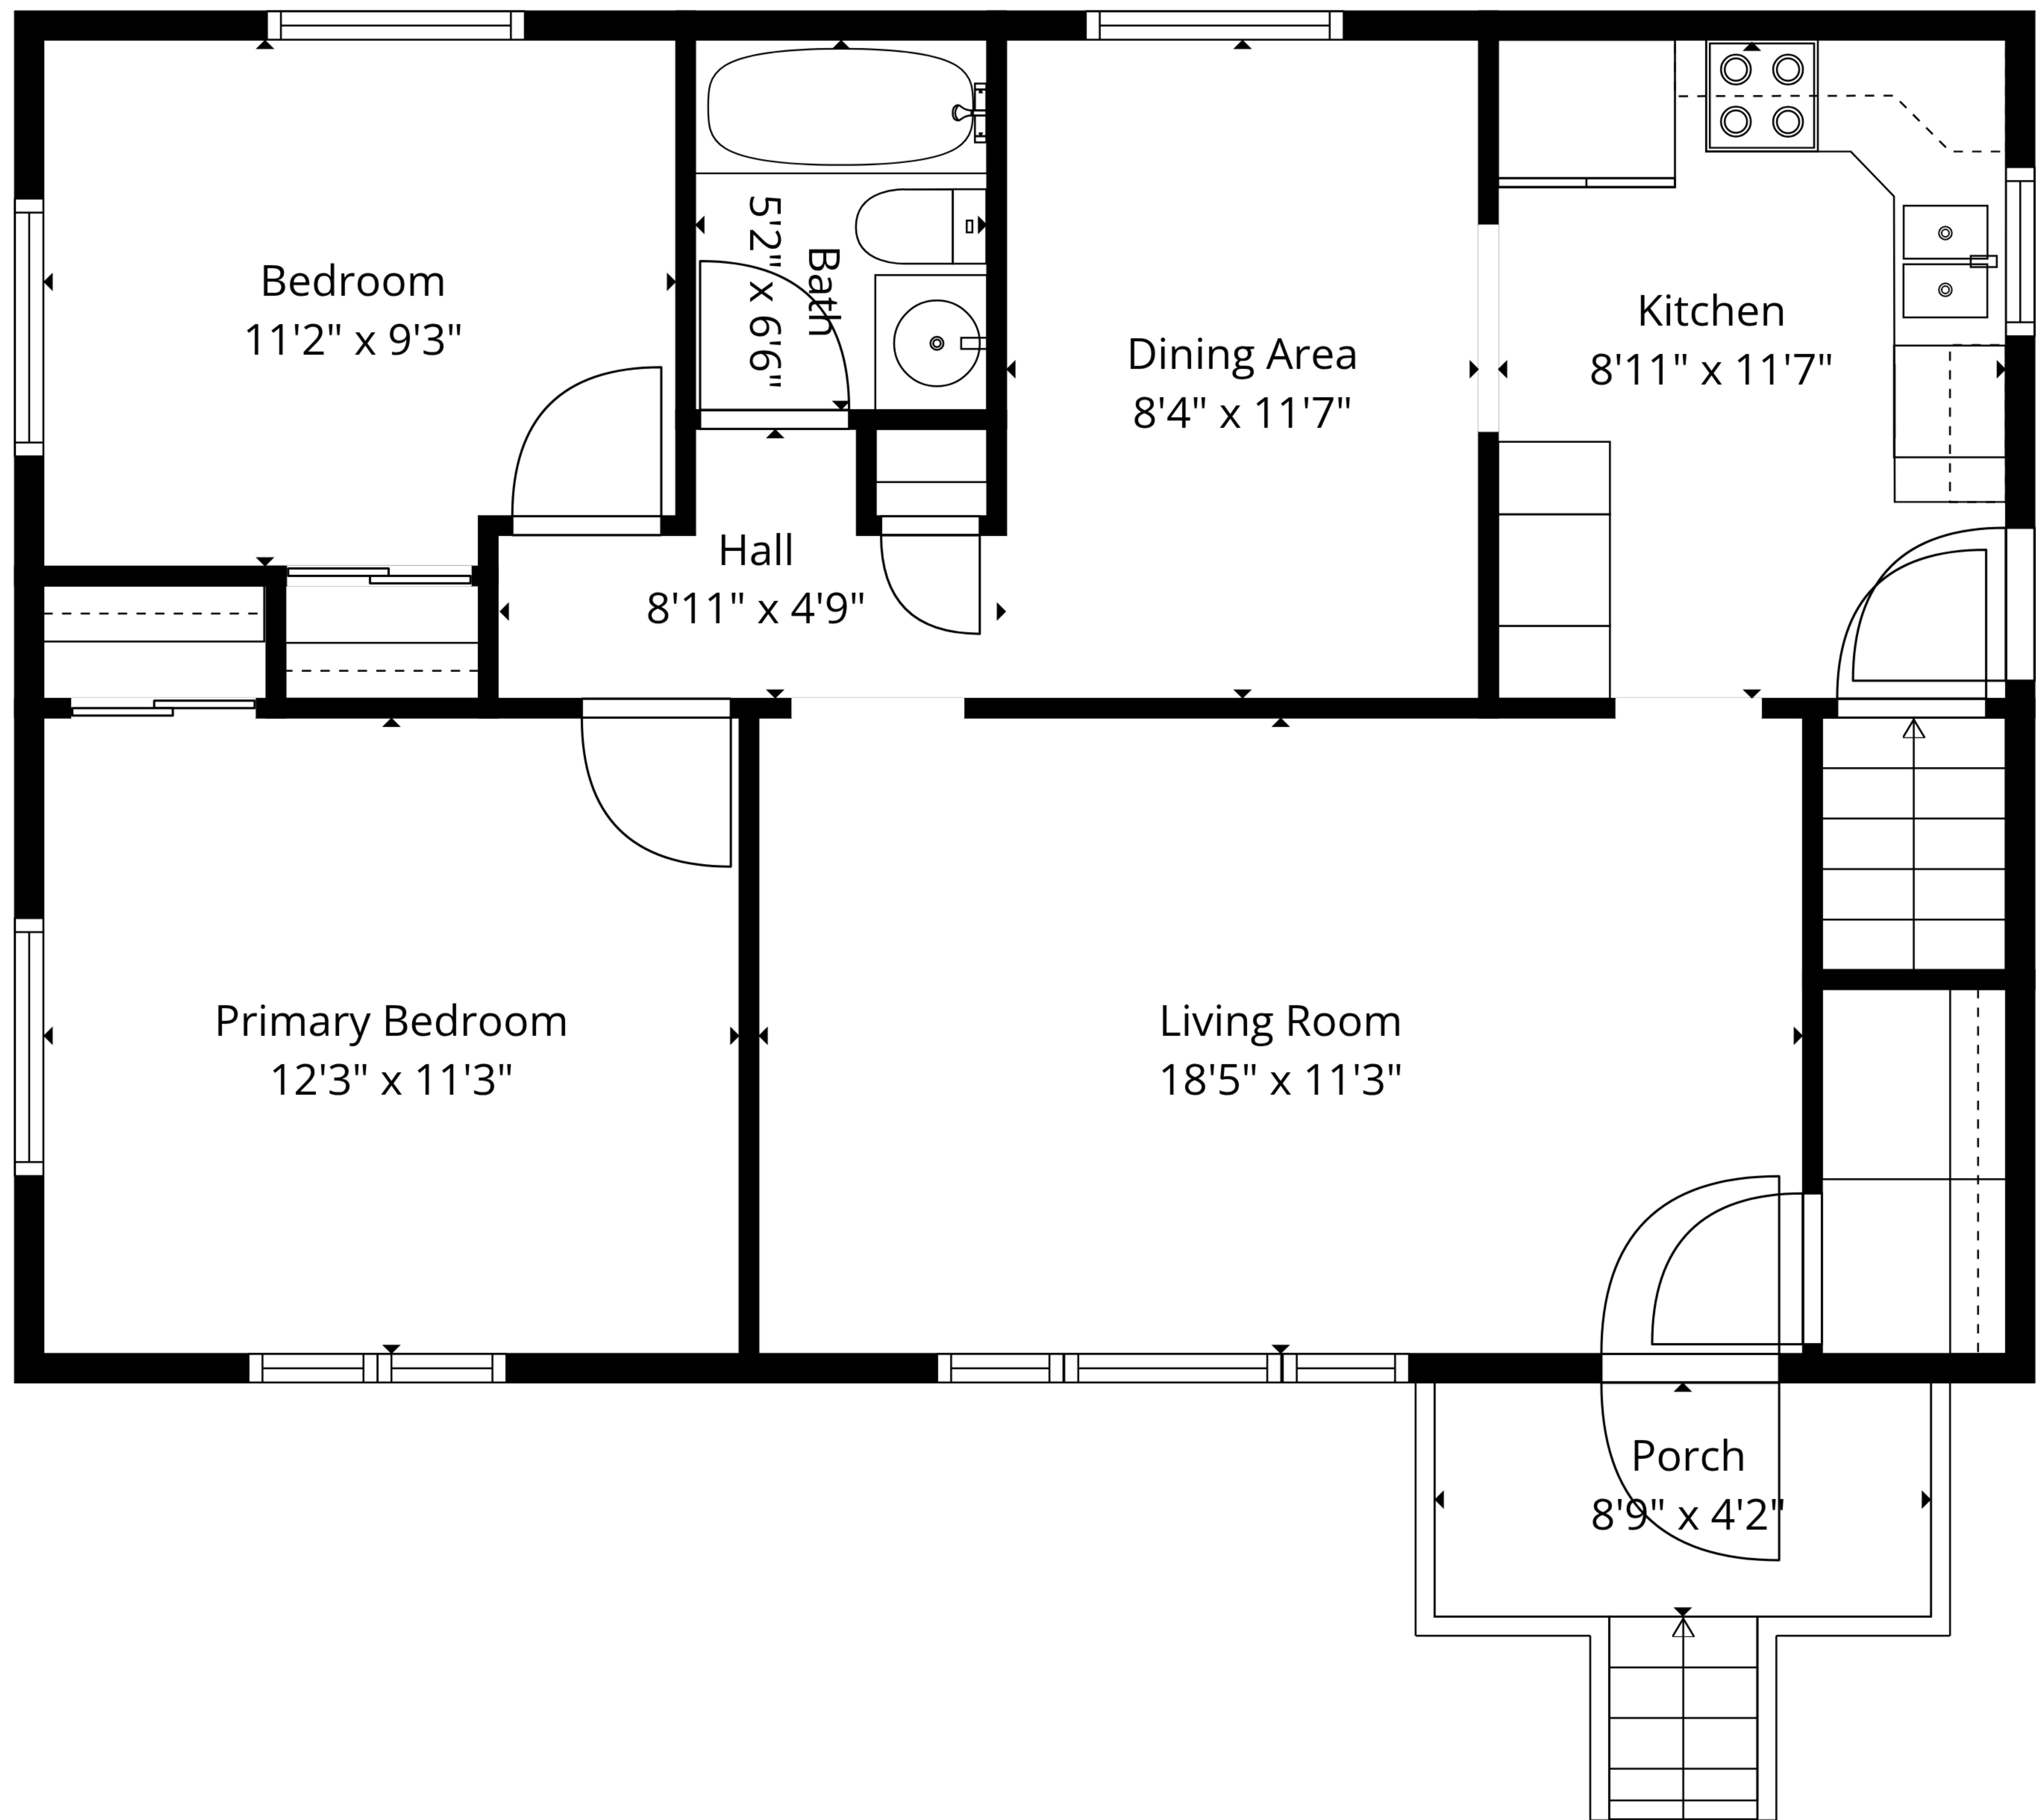 Bedroom
11'2" x 9'3"
Bath
5'2" x 6'6"
Dining Area
8'4" x 11'7"
Kitchen
8'11" x 11'7"
Hall
8'11" x 4'9"
Primary Bedroom
12'3" x 11'3"
Living Room
18'5" x 11'3"
Porch
8'9" x 4'2"